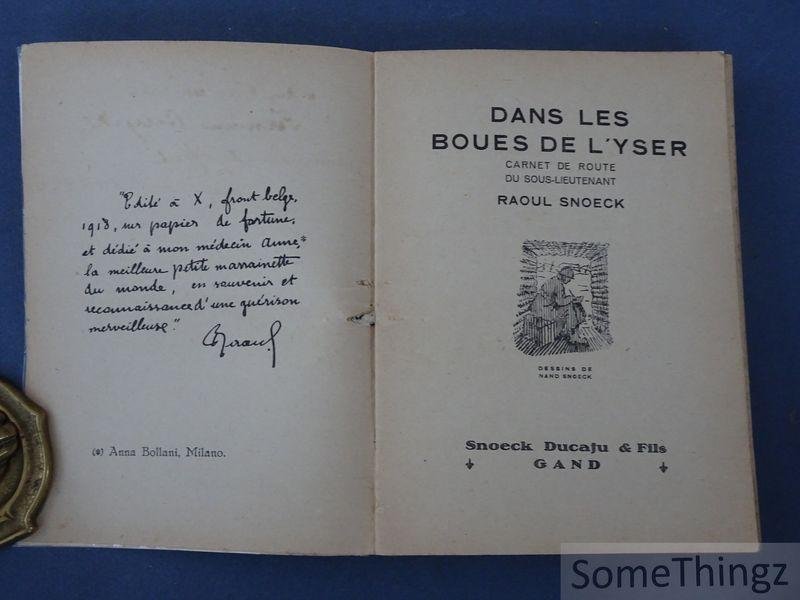 "Edité à X, front belge,
1918, sur papier de fortune,
et dédié à mon médecin Anne,*
la meilleure petite marrainette
du monde, en souvenir et
reconnaissance d'une guérison
merveilleuse."
(*) Anna Bollani, Milano.
DANS LES
BOUES DE L'YSER
CARNET DE ROUTE
DU SOUS-LIEUTENANT
RAOUL SNOECK
DESSINS DE
NAND SNOECK
Snoeck Ducaju & Fils
GAND
SomeThingz